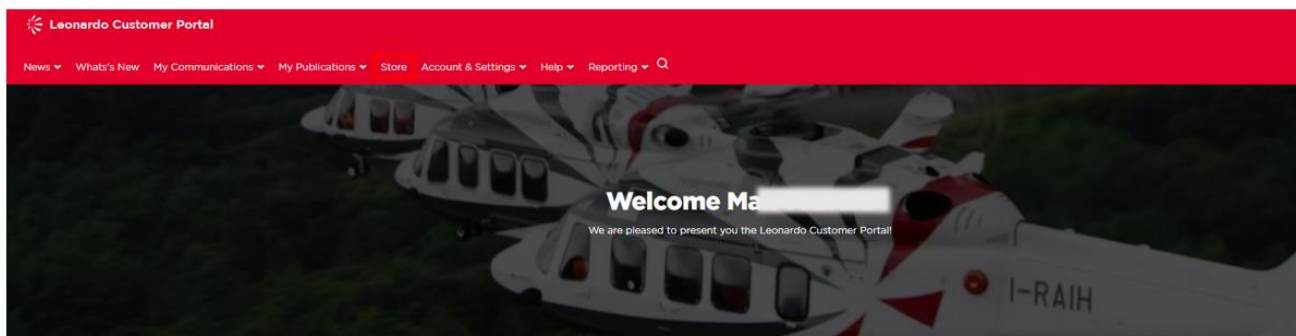 Leonardo Customer Portal
News What's New My Communications My Publications Store Account & Settings Help Reporting
Welcome Ma
We are pleased to present you the Leonardo Customer Portal!
I-RAIH